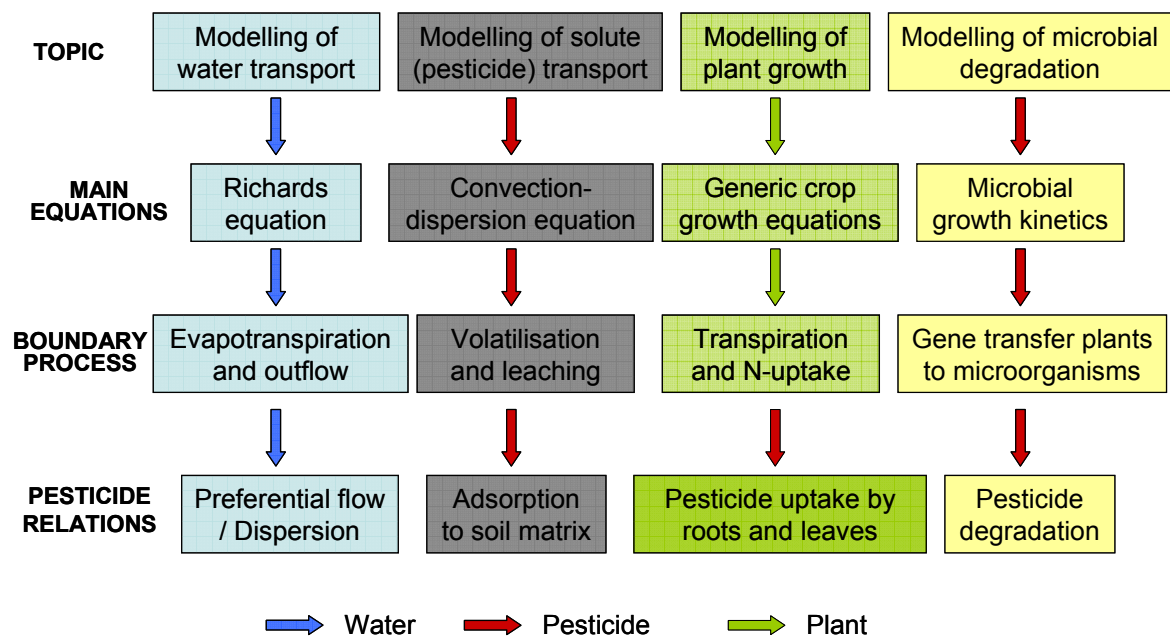 TOPIC
Modelling of
water transport
Modelling of solute
(pesticide) transport
Modelling of
plant growth
Modelling of microbial
degradation
MAIN
EQUATIONS
Richards
equation
Convection-
dispersion equation
Generic crop
growth equations
Microbial
growth kinetics
BOUNDARY
PROCESS
Evapotranspiration
and outflow
Volatilisation
and leaching
Transpiration
and N-uptake
Gene transfer plants
to microorganisms
PESTICIDE
RELATIONS
Preferential flow
/ Dispersion
Adsorption
to soil matrix
Pesticide uptake by
roots and leaves
Pesticide
degradation
Water
Pesticide
Plant